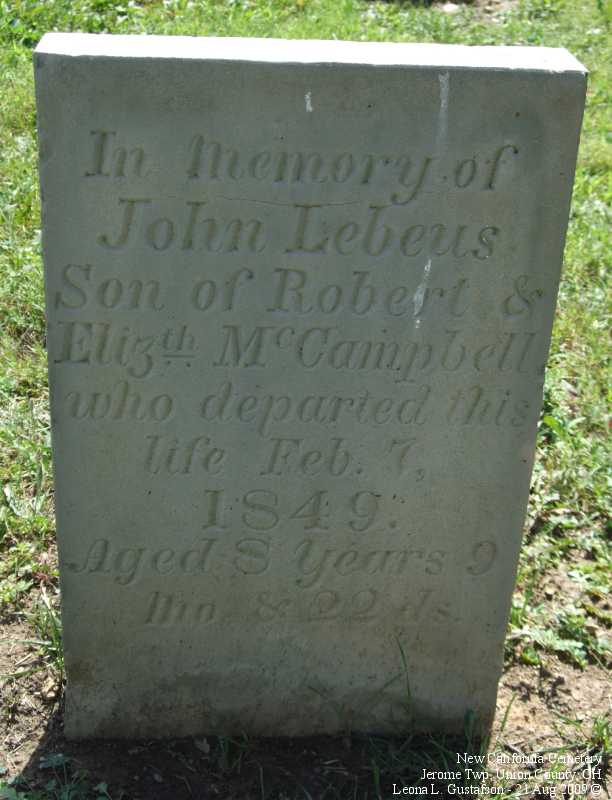 In Memory of
John Lebeus
Son of Robert &
Elizth McCampbell,
who departed this
life Feb. 7,
1849.
Aged 8 Years 9
mo. & 22 ds.
New California Cemetery
Jerome Twp, Union County, OH
Leona L. Gustafson - 21 Aug 2009 ©